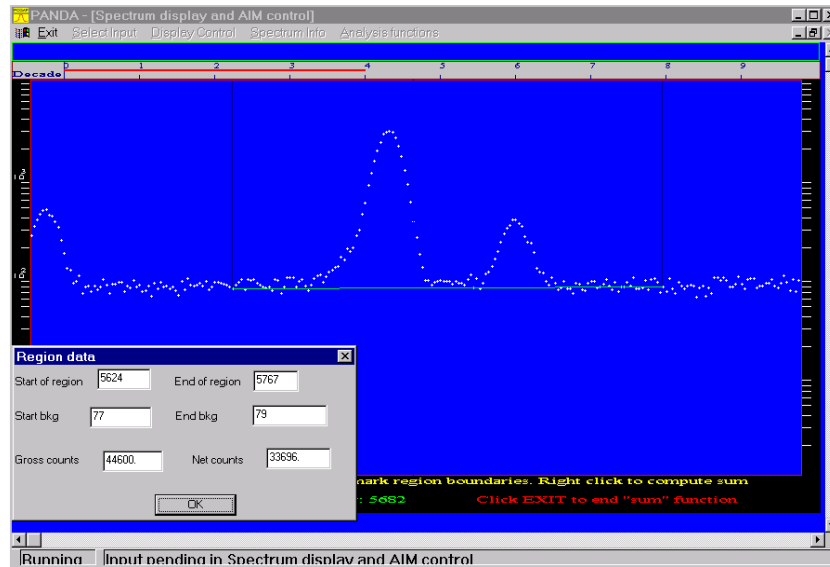 PANDA - [Spectrum display and AIM control]
Exit Select Input Display Control Spectrum Info Analysis functions
0 1 2 3 4 5 6 7 8 9
Decade
Region data
Start of region 5624 End of region 5767
Start bkg 77 End bkg 79
Gross counts 44600. Net counts 33696.
OK
mark region boundaries. Right click to compute sum
: 5682 Click EXIT to end "sum" function
Running Input pending in Spectrum display and AIM control